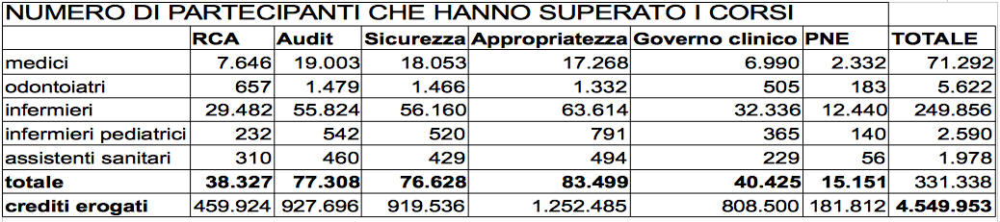 NUMERO DI PARTECIPANTI CHE HANNO SUPERATO I CORSI
RCA Audit Sicurezza Appropriatezza Governo clinico PNE TOTALE
medici 7.646 19.003 18.053 17.268 6.990 2.332 71.292
odontoiatri 657 1.479 1.466 1.332 505 183 5.622
infermieri 29.482 55.824 56.160 63.614 32.336 12.440 249.856
infermieri pediatrici 232 542 520 791 365 140 2.590
assistenti sanitari 310 460 429 494 229 56 1.978
totale 38.327 77.308 76.628 83.499 40.425 15.151 331.338
crediti erogati 459.924 927.696 919.536 1.252.485 808.500 181.812 4.549.953